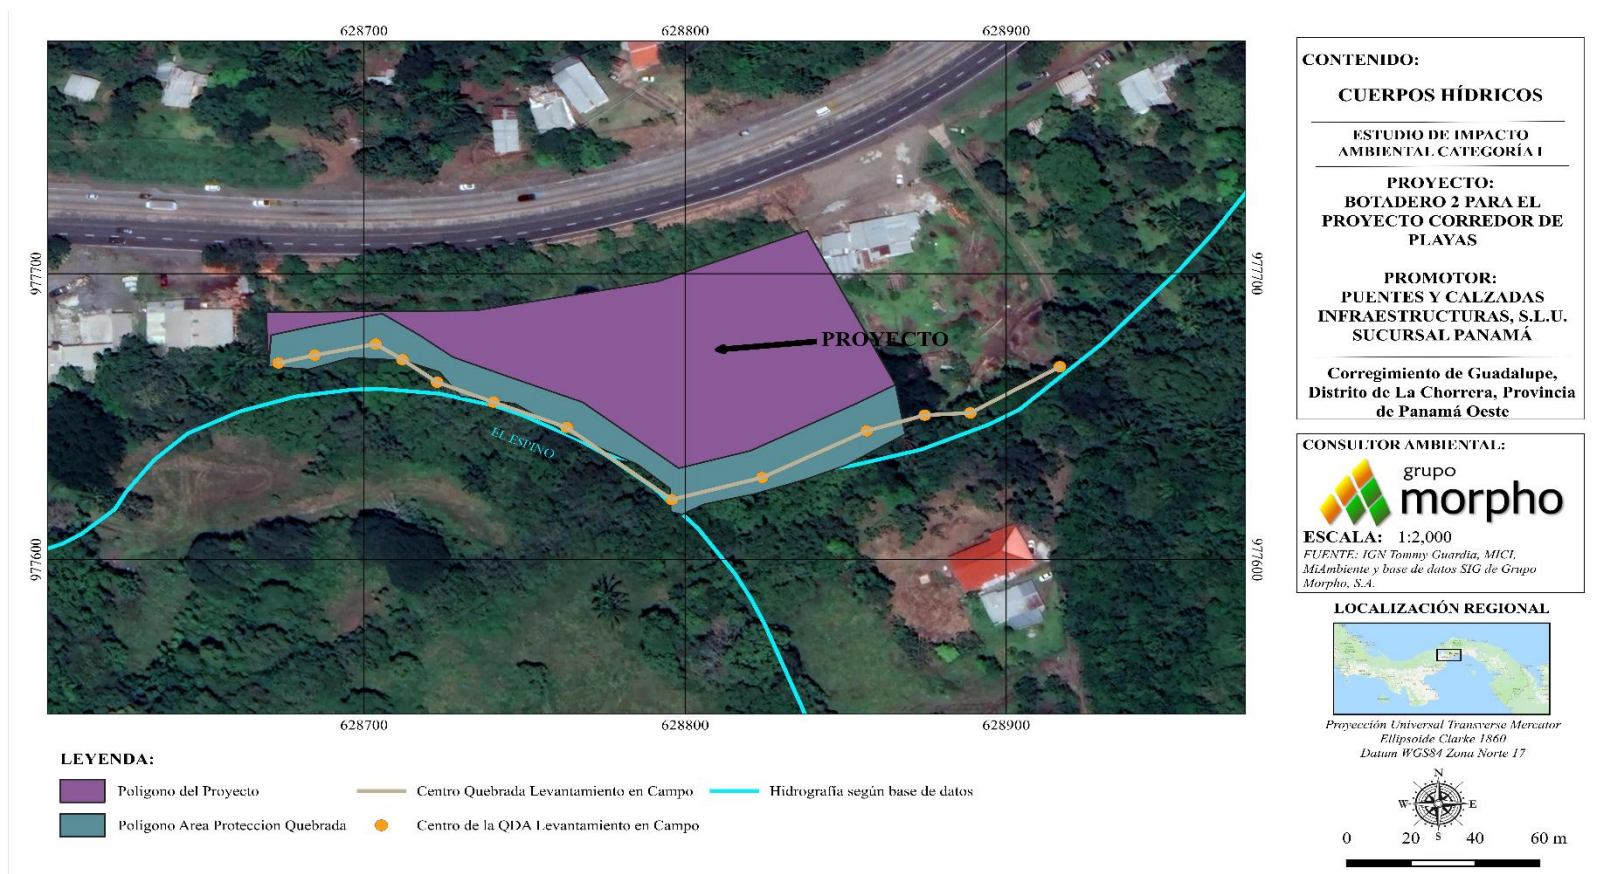 628700
628800
628900
977700
977600
977700
977600
PROYECTO
EL ESPINO
628700
628800
628900
LEYENDA:
Poligono del Proyecto
Centro Quebrada Levantamiento en Campo
Hidrografía según base de datos
Poligono Area Proteccion Quebrada
Centro de la QDA Levantamiento en Campo
CONTENIDO:
CUERPOS HÍDRICOS
ESTUDIO DE IMPACTO
AMBIENTAL CATEGORÍA I
PROYECTO:
BOTADERO 2 PARA EL
PROYECTO CORREDOR DE
PLAYAS
PROMOTOR:
PUENTES Y CALZADAS
INFRAESTRUCTURAS, S.L.U.
SUCURSAL PANAMÁ
Corregimiento de Guadalupe,
Distrito de La Chorrera, Provincia
de Panamá Oeste
CONSULTOR AMBIENTAL:
grupo
morpho
ESCALA: 1:2,000
FUENTE: IGN Tommy Guardia, MICI,
MiAmbiente y base de datos SIG de Grupo
Morpho, S.A.
LOCALIZACIÓN REGIONAL
Proyección Universal Transverse Mercator
Ellipsoide Clarke 1860
Datum WGS84 Zona Norte 17
N
W
E
S
0 20 40 60 m